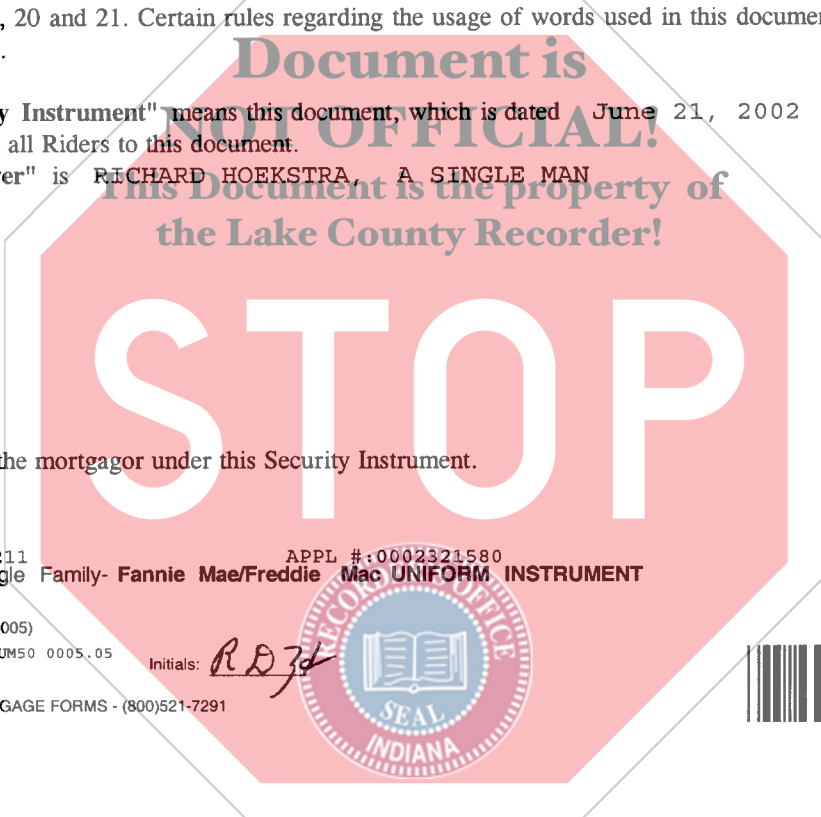 , 20 and 21. Certain rules regarding the usage of words used in this documen
.
Document is
y Instrument" means this document, which is dated June 21, 2002
NOT OFFICIAL!
all Riders to this document.
er" is RICHARD HOEKSTRA, A SINGLE MAN
This Document is the property of
the Lake County Recorder!
STOP
the mortgagor under this Security Instrument.
211 APPL #:0002321580
gle Family- Fannie Mae/Freddie Mac UNIFORM INSTRUMENT
005)
UM50 0005.05
Initials: R D
GAGE FORMS - (800)521-7291
RECORDER'S OFFICE
SEAL
INDIANA